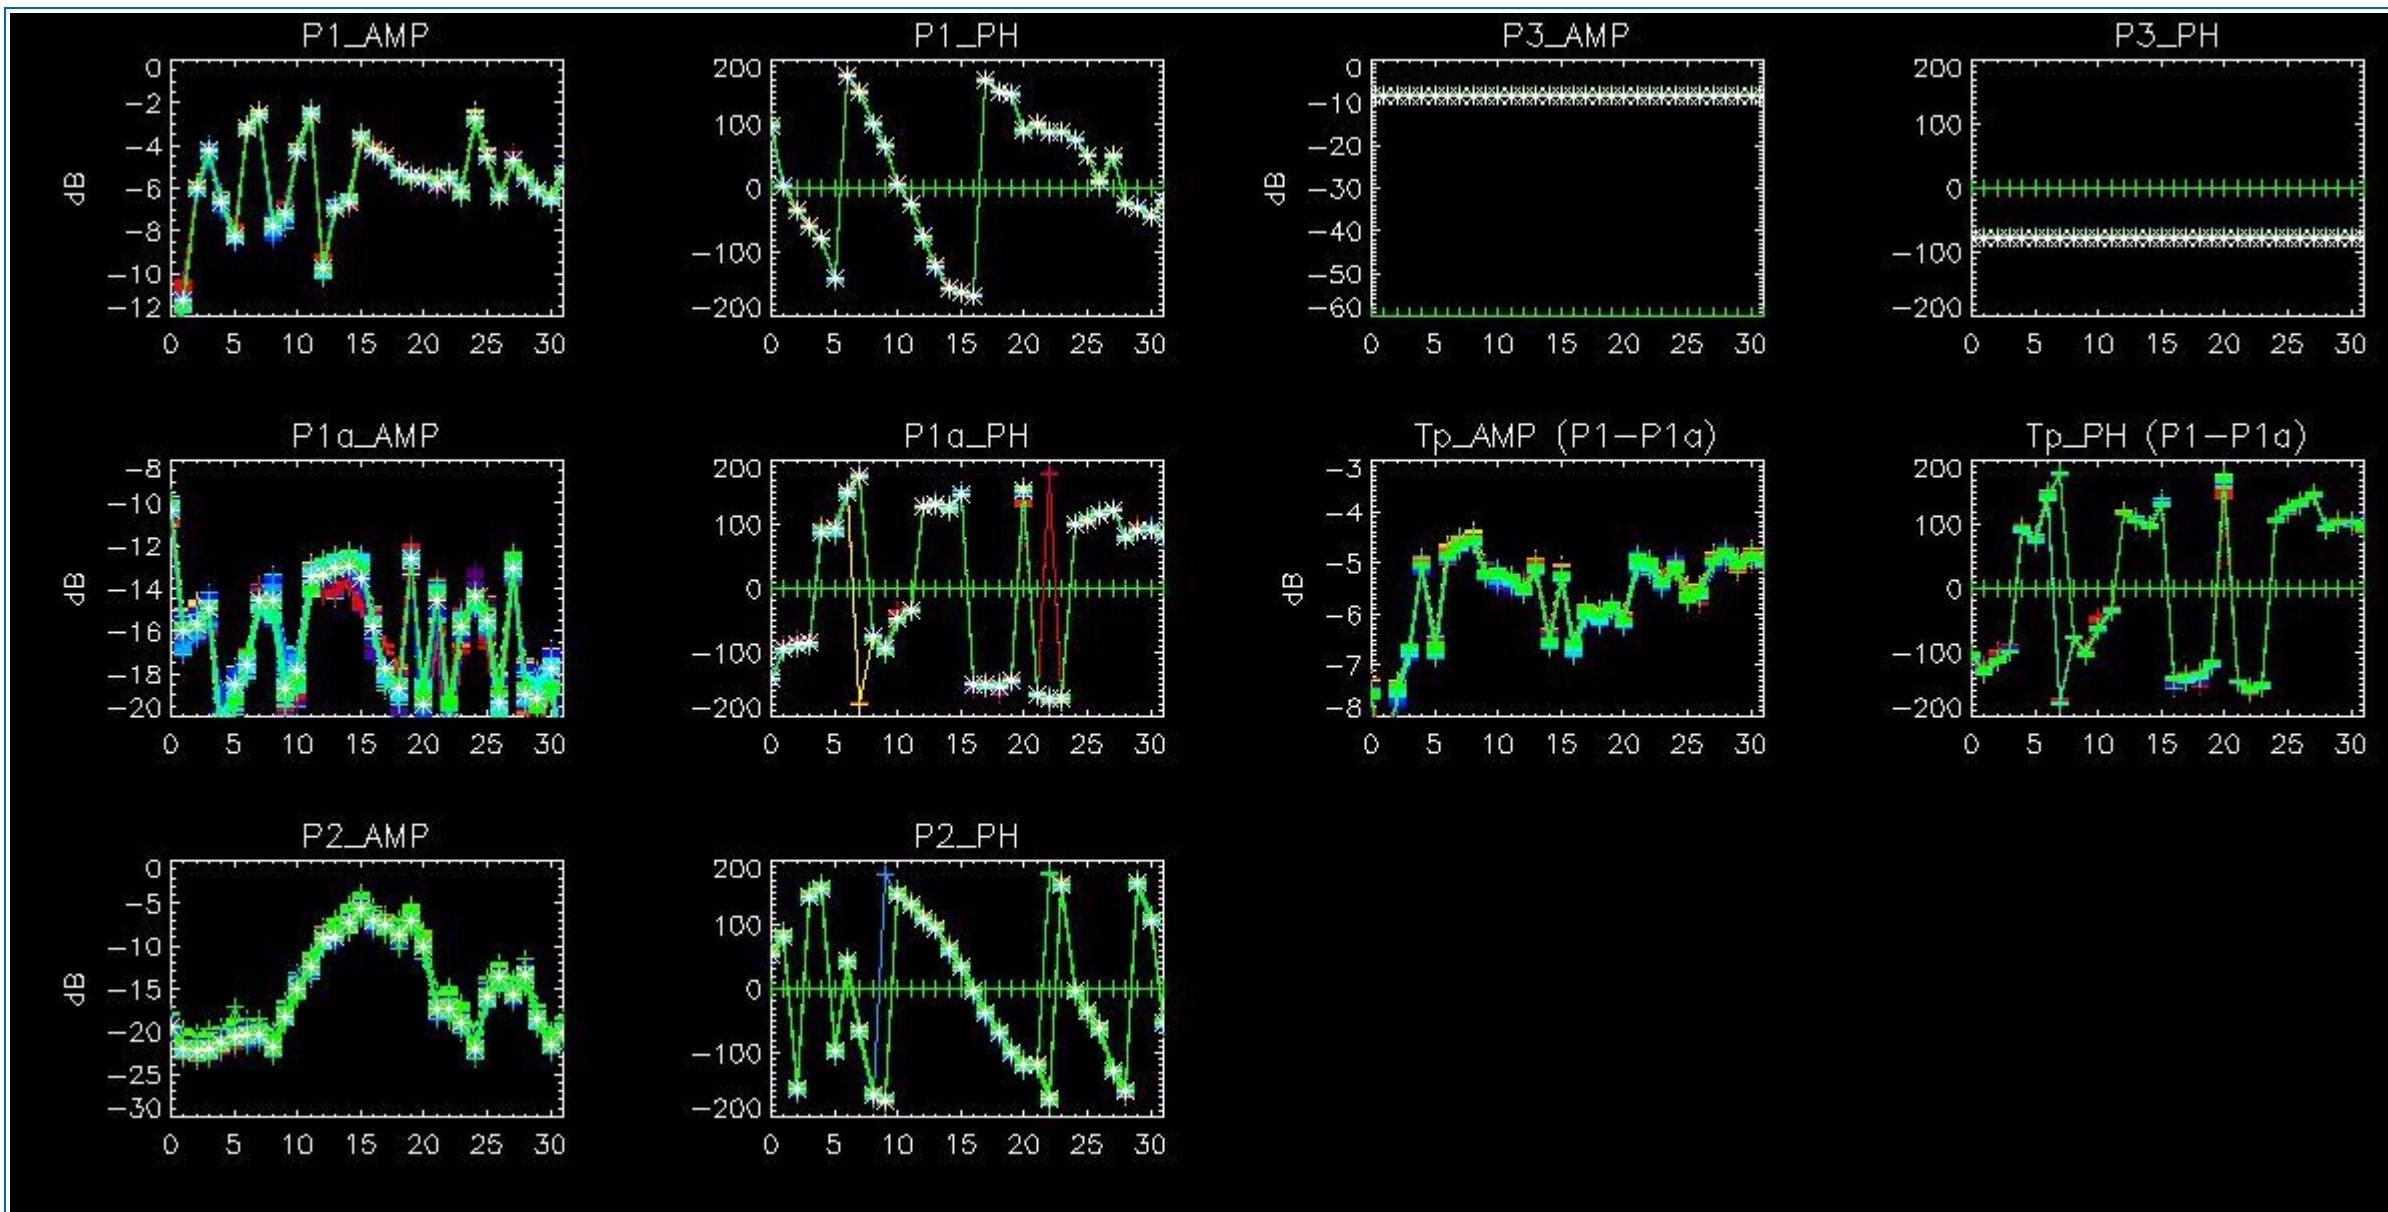 P1_AMP
P1_PH
P3_AMP
P3_PH
0
−2
−4
−6
−8
−10
−12
dB
0 5 10 15 20 25 30
200
100
0
−100
−200
0 5 10 15 20 25 30
0
−10
−20
−30
−40
−50
−60
dB
0 5 10 15 20 25 30
200
100
0
−100
−200
0 5 10 15 20 25 30
P1a_AMP
P1a_PH
Tp_AMP (P1−P1a)
Tp_PH (P1−P1a)
−8
−10
−12
−14
−16
−18
−20
dB
0 5 10 15 20 25 30
200
100
0
−100
−200
0 5 10 15 20 25 30
−3
−4
−5
−6
−7
−8
dB
0 5 10 15 20 25 30
200
100
0
−100
−200
0 5 10 15 20 25 30
P2_AMP
P2_PH
0
−5
−10
−15
−20
−25
−30
dB
0 5 10 15 20 25 30
200
100
0
−100
−200
0 5 10 15 20 25 30